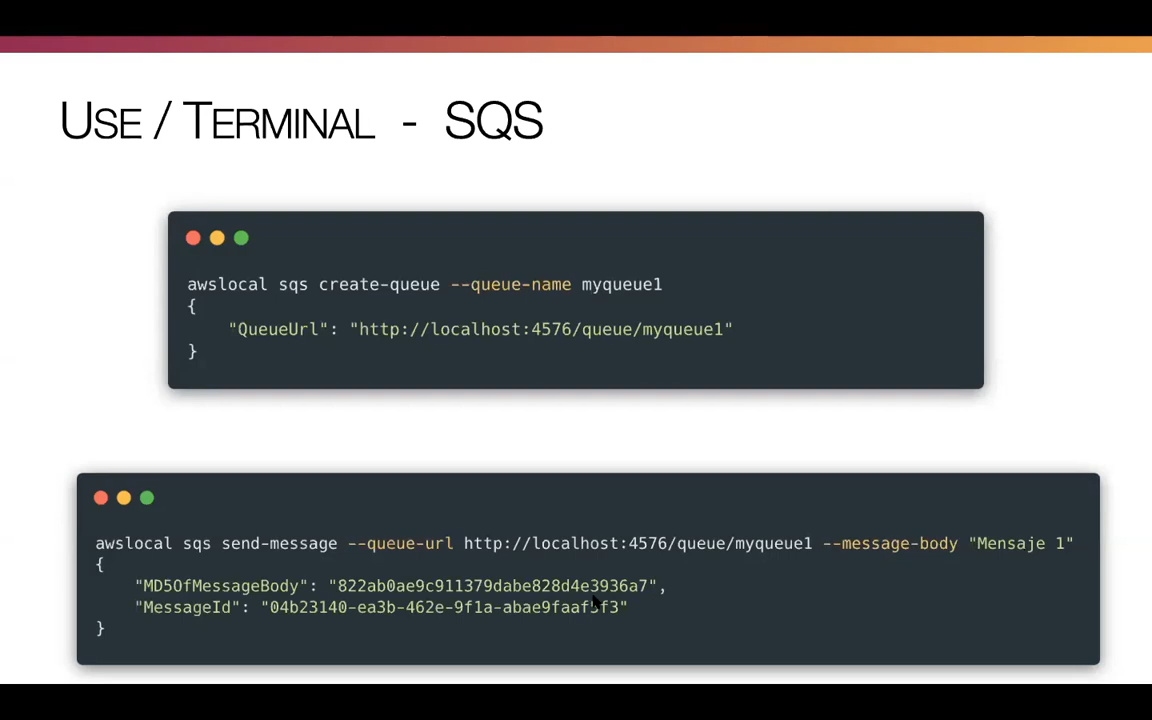 USE / TERMINAL - SQS
awslocal sqs create-queue --queue-name myqueue1
{
"QueueUrl": "http://localhost:4576/queue/myqueue1"
}
awslocal sqs send-message --queue-url http://localhost:4576/queue/myqueue1 --message-body "Mensaje 1"
{
"MD5OfMessageBody": "822ab0ae9c911379dabe828d4e3936a7",
"MessageId":
}